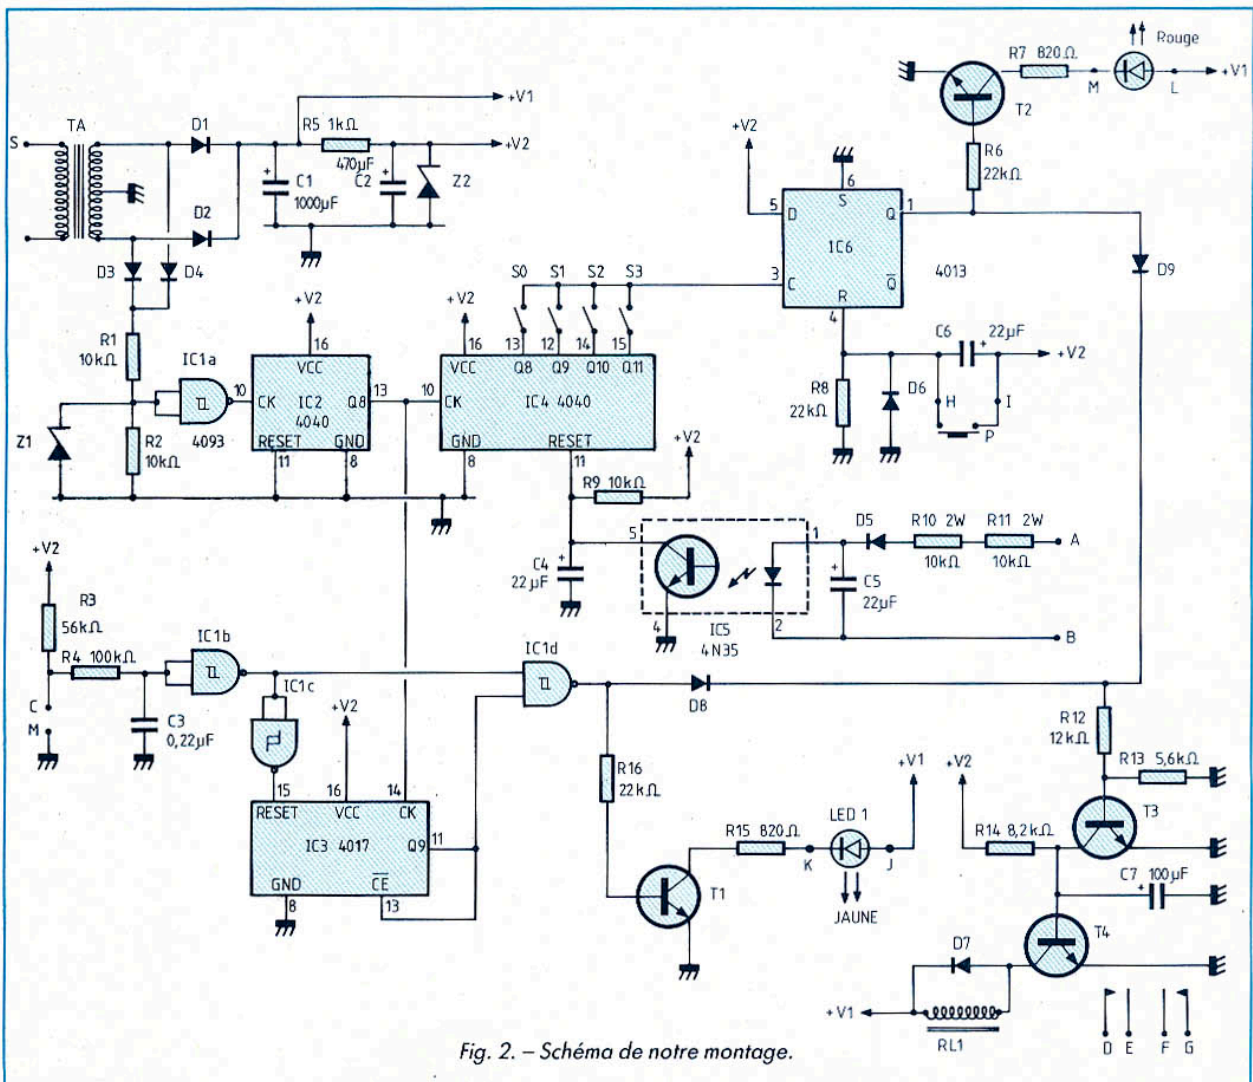 R7 820Ω
Rouge
M
L
+V1
T2
+V1
S
TA
D1
R5 1kΩ
+V2
470µF
C1
1000µF
C2
Z2
D2
+V2
R6
22kΩ
6
S
5
D
Q
1
IC6
4013
3
C
Q̅
R
4
D9
D3
D4
S0
S1
S2
S3
+V2
+V2
C6
22µF
+V2
R1
10kΩ
IC1a
16
VCC
16
VCC
13
12
14
15
Q8
Q9
Q10
Q11
R8
22kΩ
D6
H
I
P
10
CK
IC2
4040
Q8
13
10
CK
IC4 4040
4093
Z1
R2
10kΩ
RESET
GND
11
8
GND
8
RESET
11
+V2
R9 10kΩ
+V2
R3
56kΩ
R4 100kΩ
IC1b
C4
22µF
5
4
IC5
4N35
1
2
D5
R10 2W
10kΩ
R11 2W
10kΩ
A
C5
22µF
B
IC1d
IC1c
C
M
C3
0,22µF
+V2
D8
R12
12kΩ
R13 5,6kΩ
R16
22kΩ
15
16
14
RESET
VCC
CK
IC3 4017
Q9
11
GND
8
C̅E̅
13
+V1
+V2
T3
LED 1
R15 820Ω
K
J
R14 8,2kΩ
C7 100µF
T1
JAUNE
T4
D7
+V1
RL1
D
E
F
G
Fig. 2. – Schéma de notre montage.